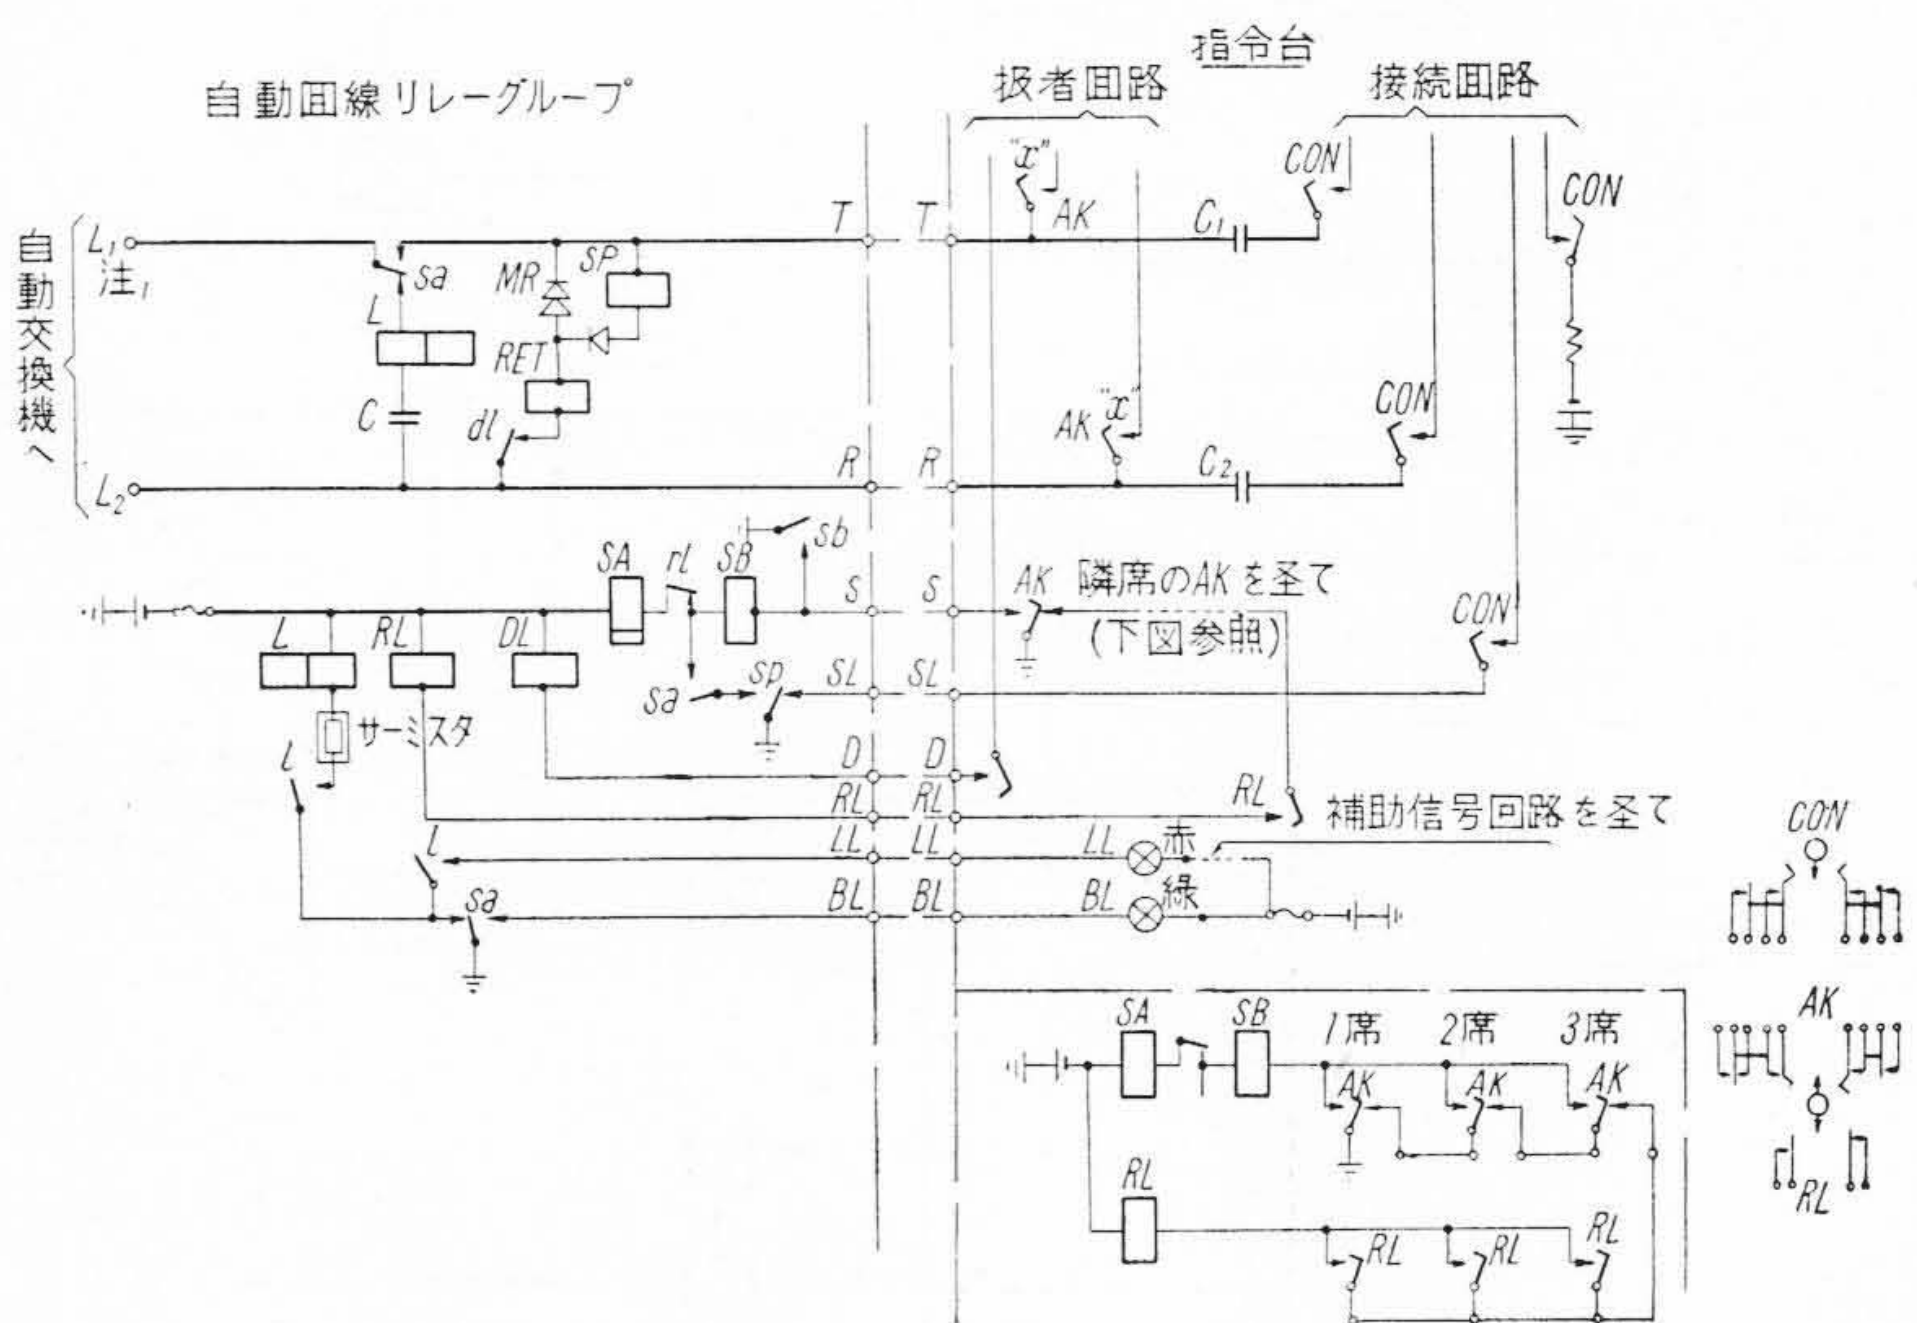 指令台
自動回線リレーグループ
扱者回路
接続回路
自動交換機へ
L₁
注₁
sa
L
C
MR
SP
RET
dl
L₂
T
T
"x"
AK
C₁
CON
CON
AK
"x"
C₂
CON
R
R
sb
SA
rl
SB
S
S
AK
隣席のAKを圣て
(下図参照)
CON
L
RL
DL
sa
sp
SL
SL
サーミスタ
l
D
D
RL
RL
RL
補助信号回路を圣て
l
LL
LL
LL
赤
sa
BL
BL
BL
緑
CON
SA
SB
1席
2席
3席
AK
AK
AK
AK
RL
RL
RL
RL
RL